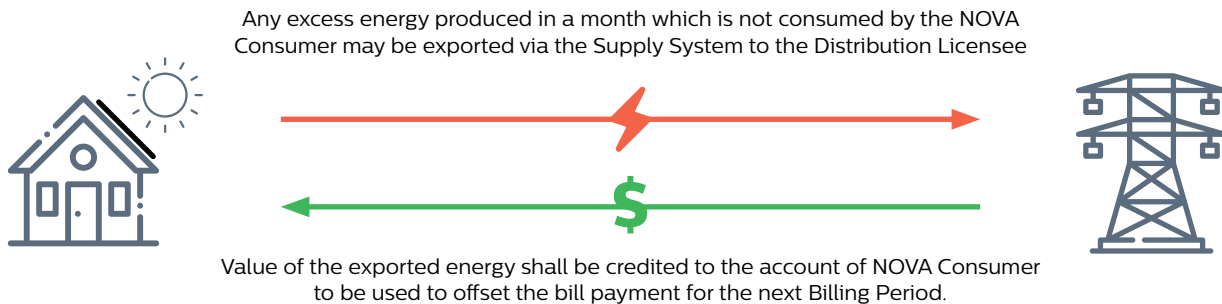 Any excess energy produced in a month which is not consumed by the NOVA
Consumer may be exported via the Supply System to the Distribution Licensee
$
Value of the exported energy shall be credited to the account of NOVA Consumer
to be used to offset the bill payment for the next Billing Period.